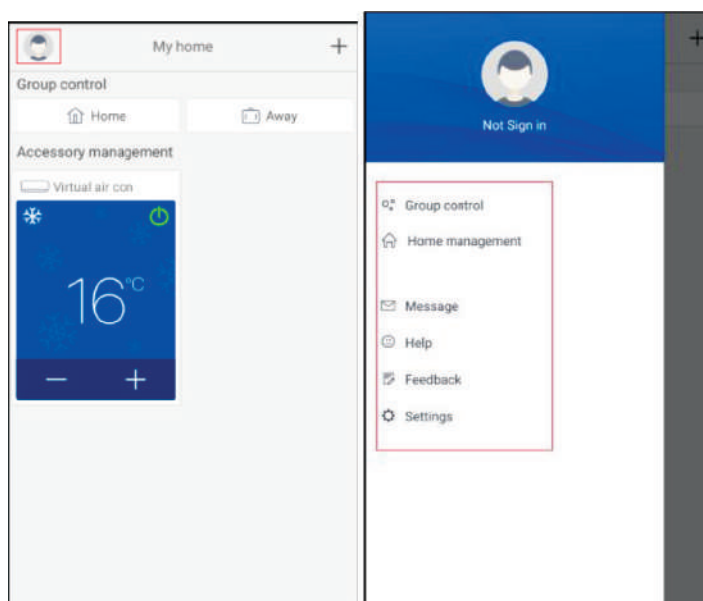 My home
+
Group control
Home
Away
Accessory management
Virtual air con
16°C
− +
Not Sign in
Group control
Home management
Message
Help
Feedback
Settings
+